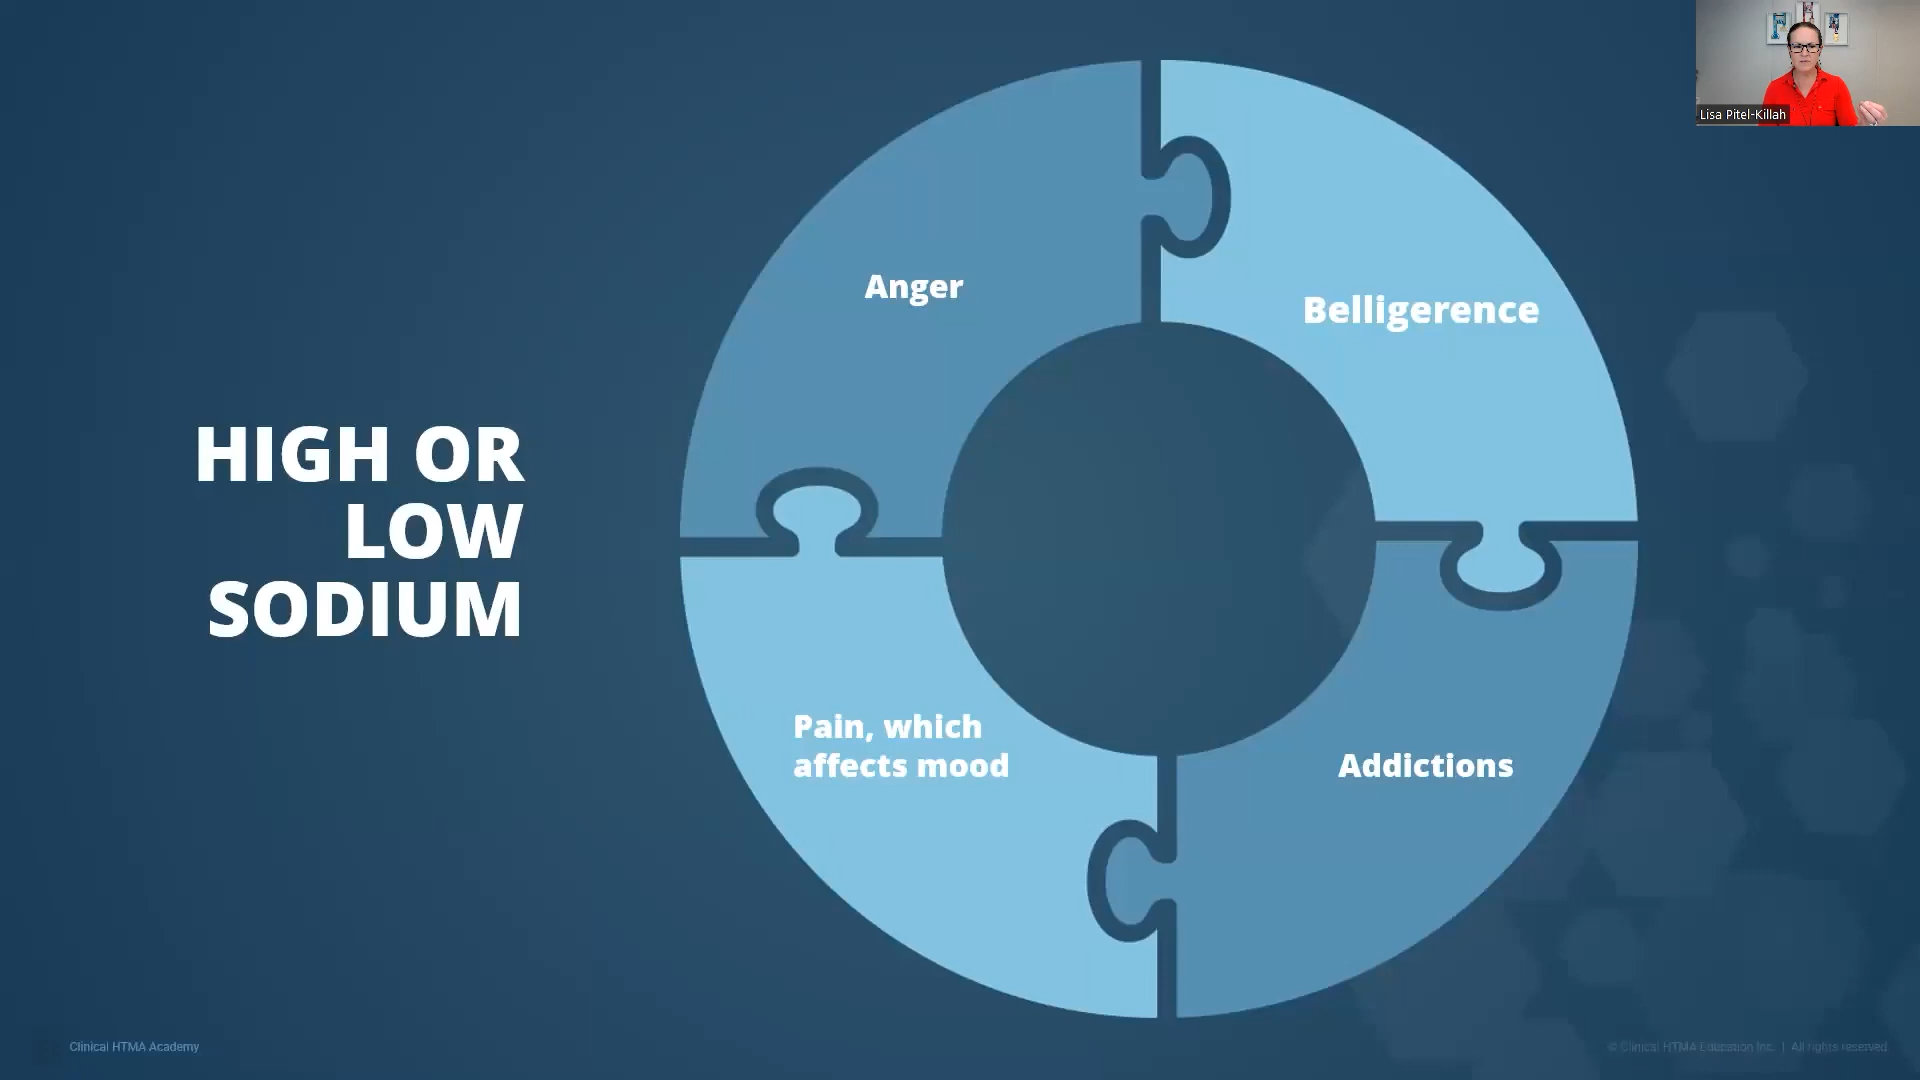 Lisa Pitel-Killah
Anger
Belligerence
HIGH OR
LOW
SODIUM
Pain, which
affects mood
Addictions
Clinical HTMA Academy
© Clinical HTMA Education Inc. | All rights reserved